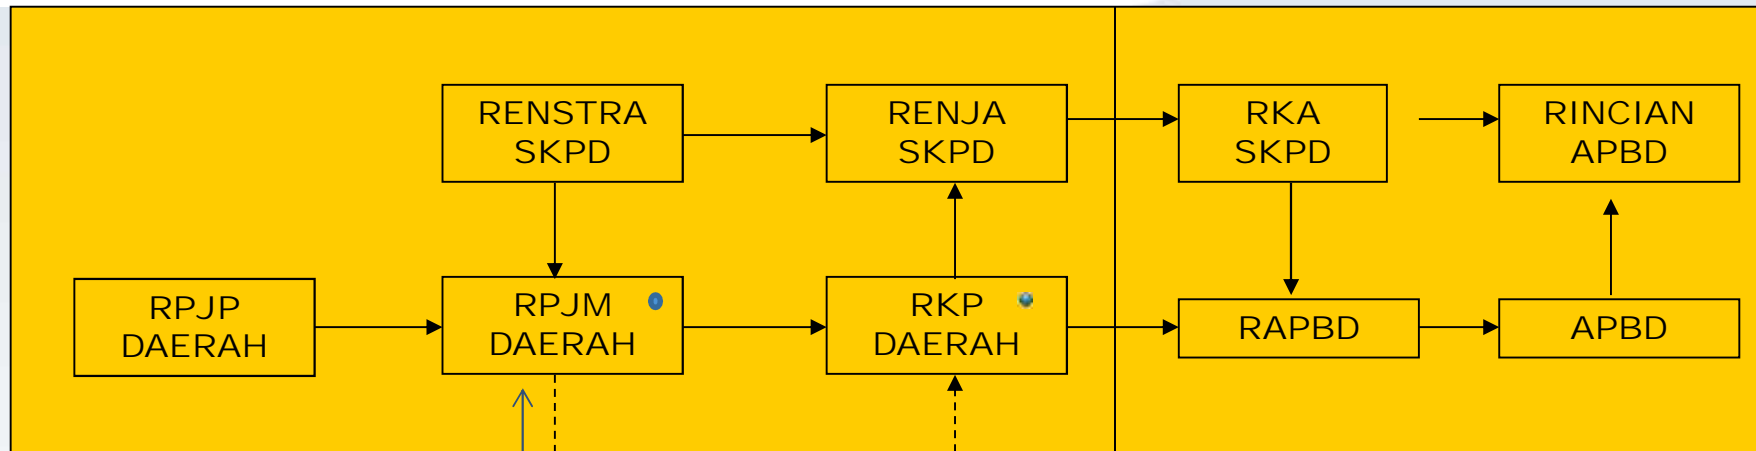 RENSTRA
SKPD
RENJA
SKPD
RKA
SKPD
RINCIAN
APBD
RPJP
DAERAH
RPJM
DAERAH
RKP
DAERAH
RAPBD
APBD